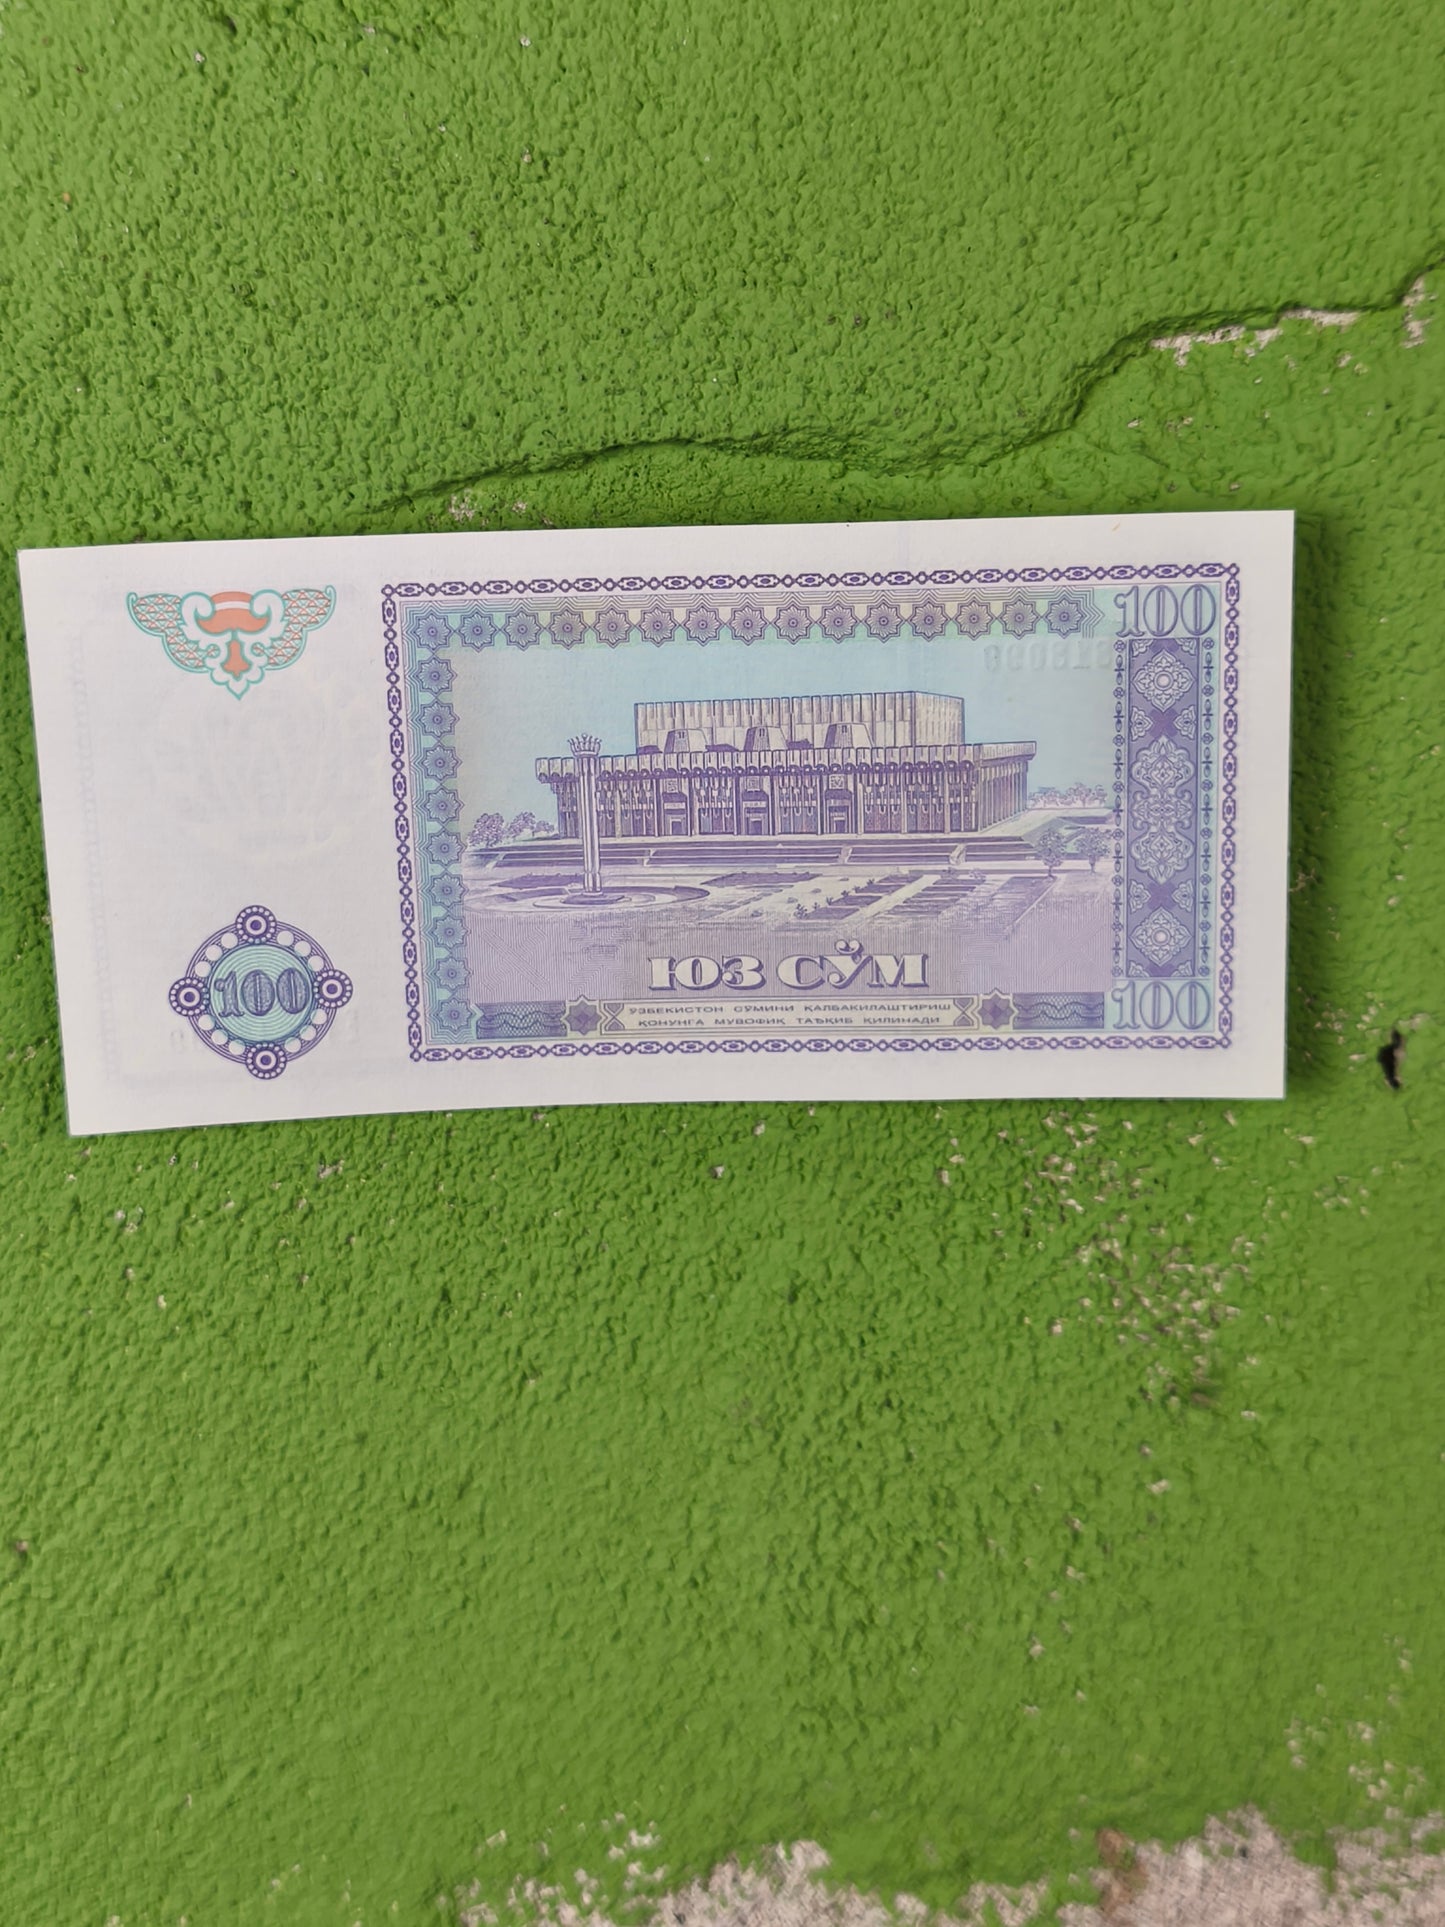 100
100
ЮЗ СЎМ
ЎЗБЕКИСТОН СЎМИНИ ҚАЛБАКИЛАШТИРИШ
ҚОНУНГА МУВОФИҚ ТАЪҚИБ ҚИЛИНАДИ
100